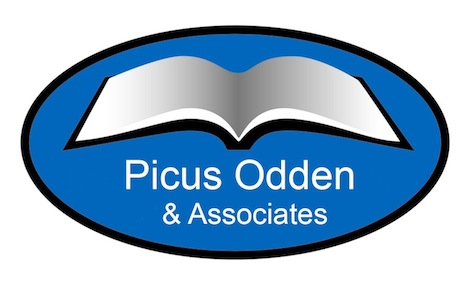 Picus Odden
& Associates